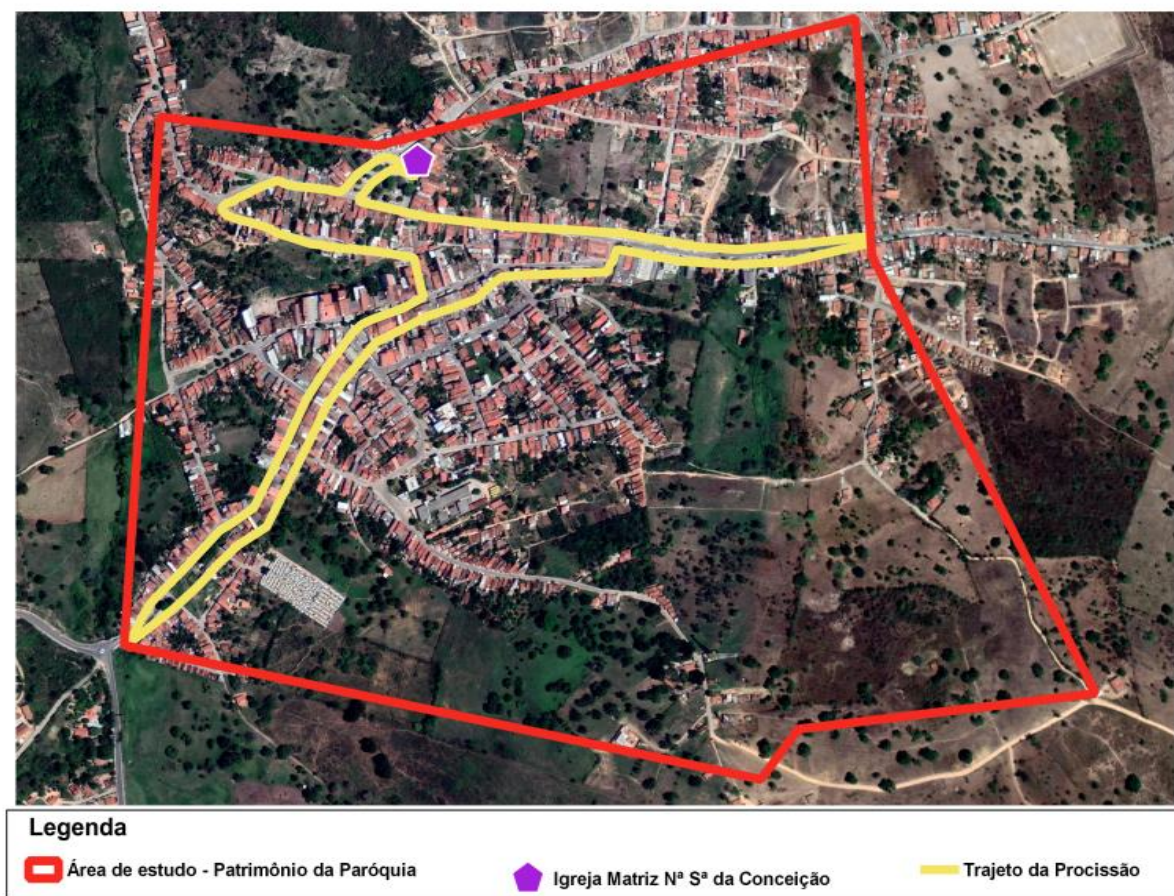 Legenda
Área de estudo - Patrimônio da Paróquia
Igreja Matriz Nª Sª da Conceição
Trajeto da Procissão